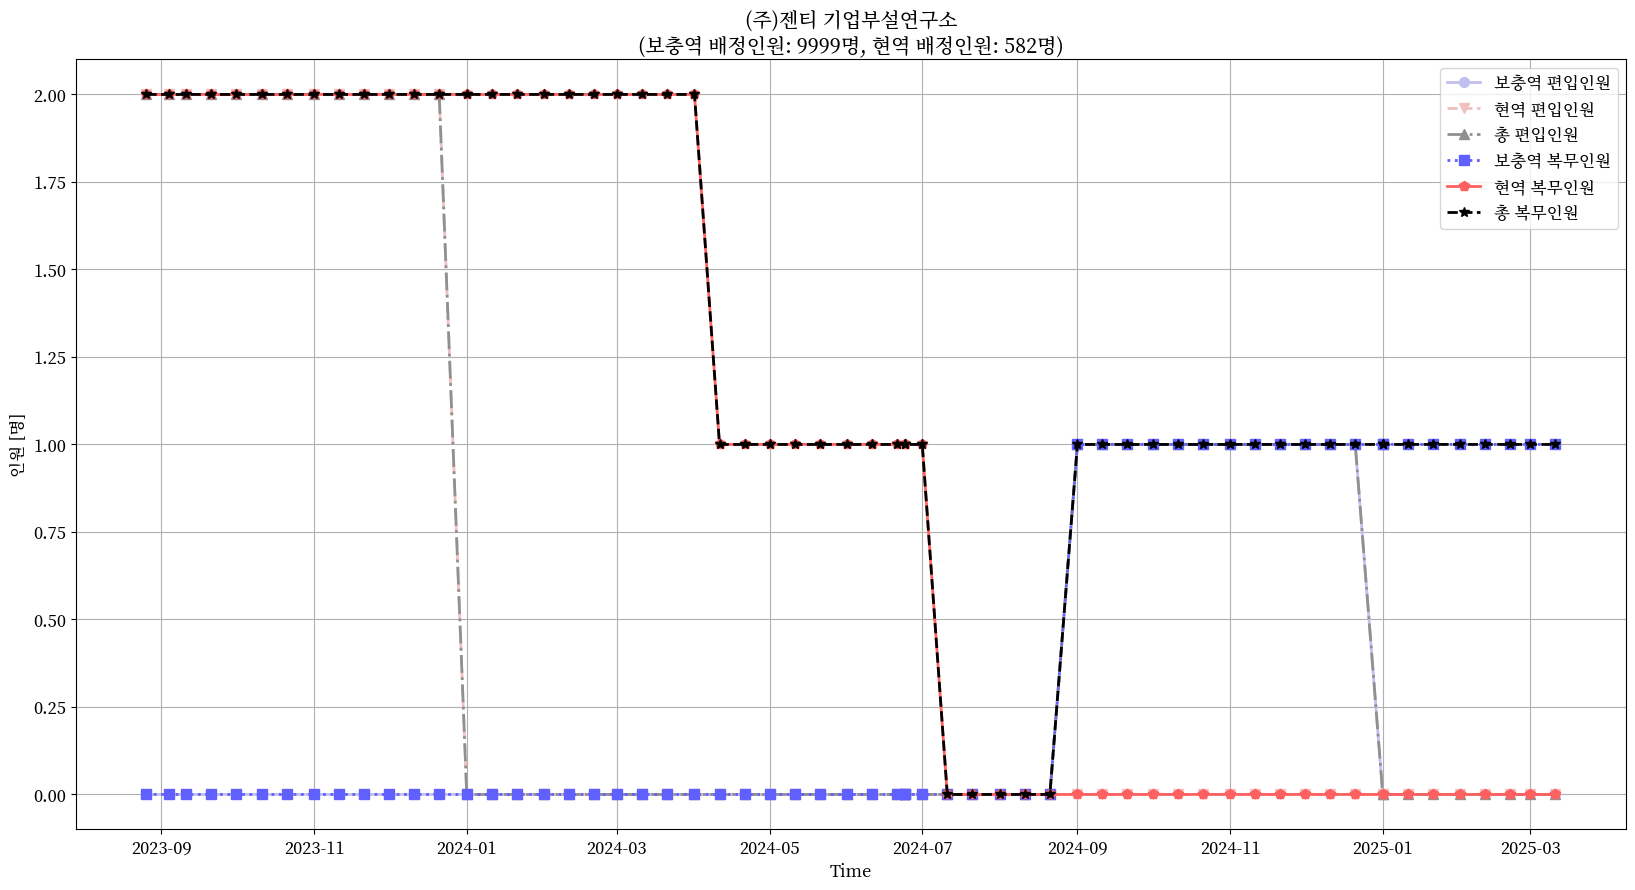 (주)젠티 기업부설연구소
(보충역 배정인원: 9999명, 현역 배정인원: 582명)
보충역 편입인원
현역 편입인원
총 편입인원
보충역 복무인원
현역 복무인원
총 복무인원
인원 [명]
2.00
1.75
1.50
1.25
1.00
0.75
0.50
0.25
0.00
2023-09
2023-11
2024-01
2024-03
2024-05
2024-07
2024-09
2024-11
2025-01
2025-03
Time